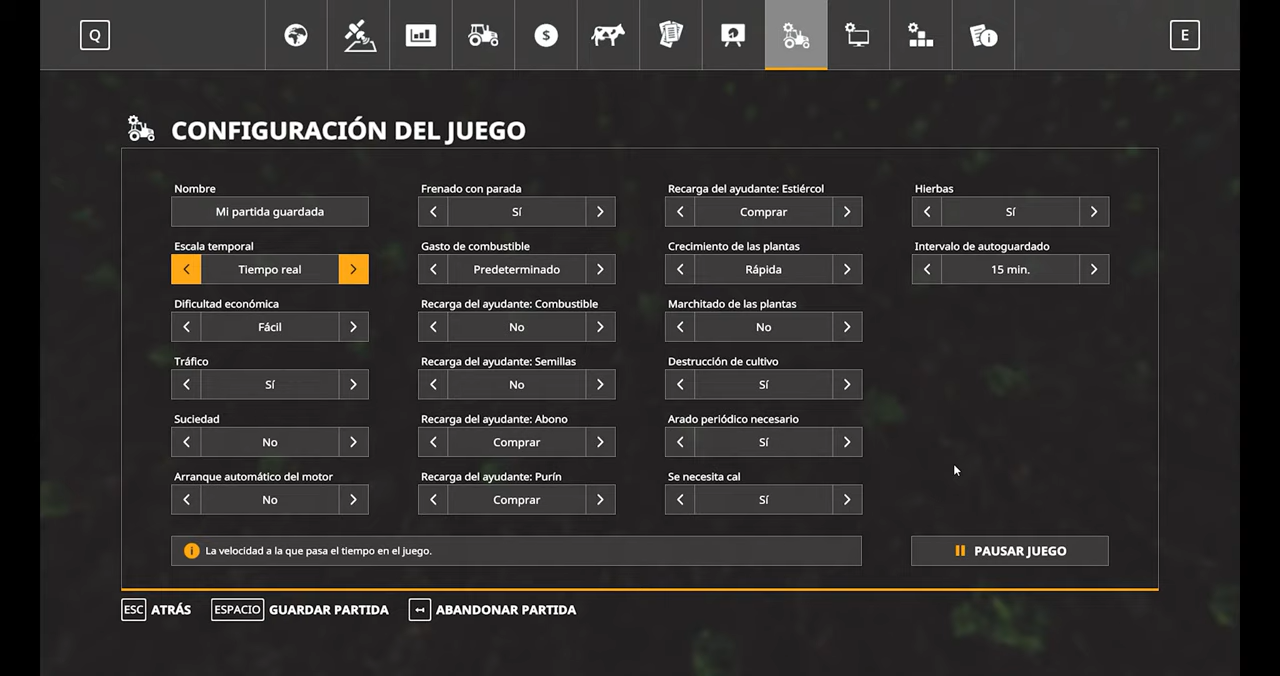 Q
E
CONFIGURACIÓN DEL JUEGO
Nombre
Mi partida guardada
Escala temporal
Tiempo real
Dificultad económica
Fácil
Tráfico
Sí
Suciedad
No
Arranque automático del motor
No
Frenado con parada
Sí
Gasto de combustible
Predeterminado
Recarga del ayudante: Combustible
No
Recarga del ayudante: Semillas
No
Recarga del ayudante: Abono
Comprar
Recarga del ayudante: Purín
Comprar
Recarga del ayudante: Estiércol
Comprar
Crecimiento de las plantas
Rápida
Marchitado de las plantas
No
Destrucción de cultivo
Sí
Arado periódico necesario
Sí
Se necesita cal
Sí
Hierbas
Sí
Intervalo de autoguardado
15 min.
La velocidad a la que pasa el tiempo en el juego.
PAUSAR JUEGO
ESC ATRÁS ESPACIO GUARDAR PARTIDA ABANDONAR PARTIDA